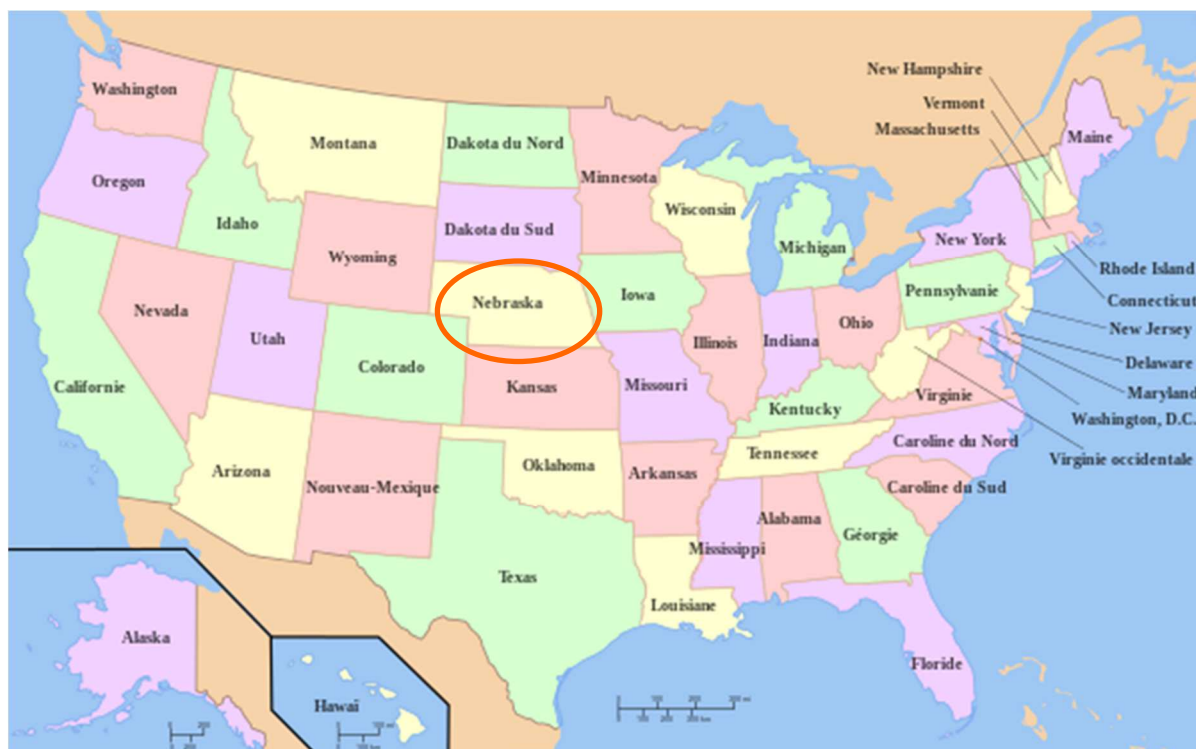 New Hampshire
Washington
Vermont
Massachusetts
Maine
Montana
Dakota du Nord
Minnesota
Oregon
Wisconsin
Idaho
Dakota du Sud
New York
Michigan
Wyoming
Rhode Island
Pennsylvanie
Nebraska
Iowa
Connecticut
Nevada
Ohio
New Jersey
Utah
Illinois
Indiana
Colorado
Delaware
Californie
Kansas
Missouri
Maryland
Virginie
Kentucky
Washington, D.C.
Caroline du Nord
Tennessee
Virginie occidentale
Arizona
Oklahoma
Arkansas
Nouveau-Mexique
Caroline du Sud
Alabama
Géorgie
Mississippi
Texas
Louisiane
Alaska
Floride
Hawaï